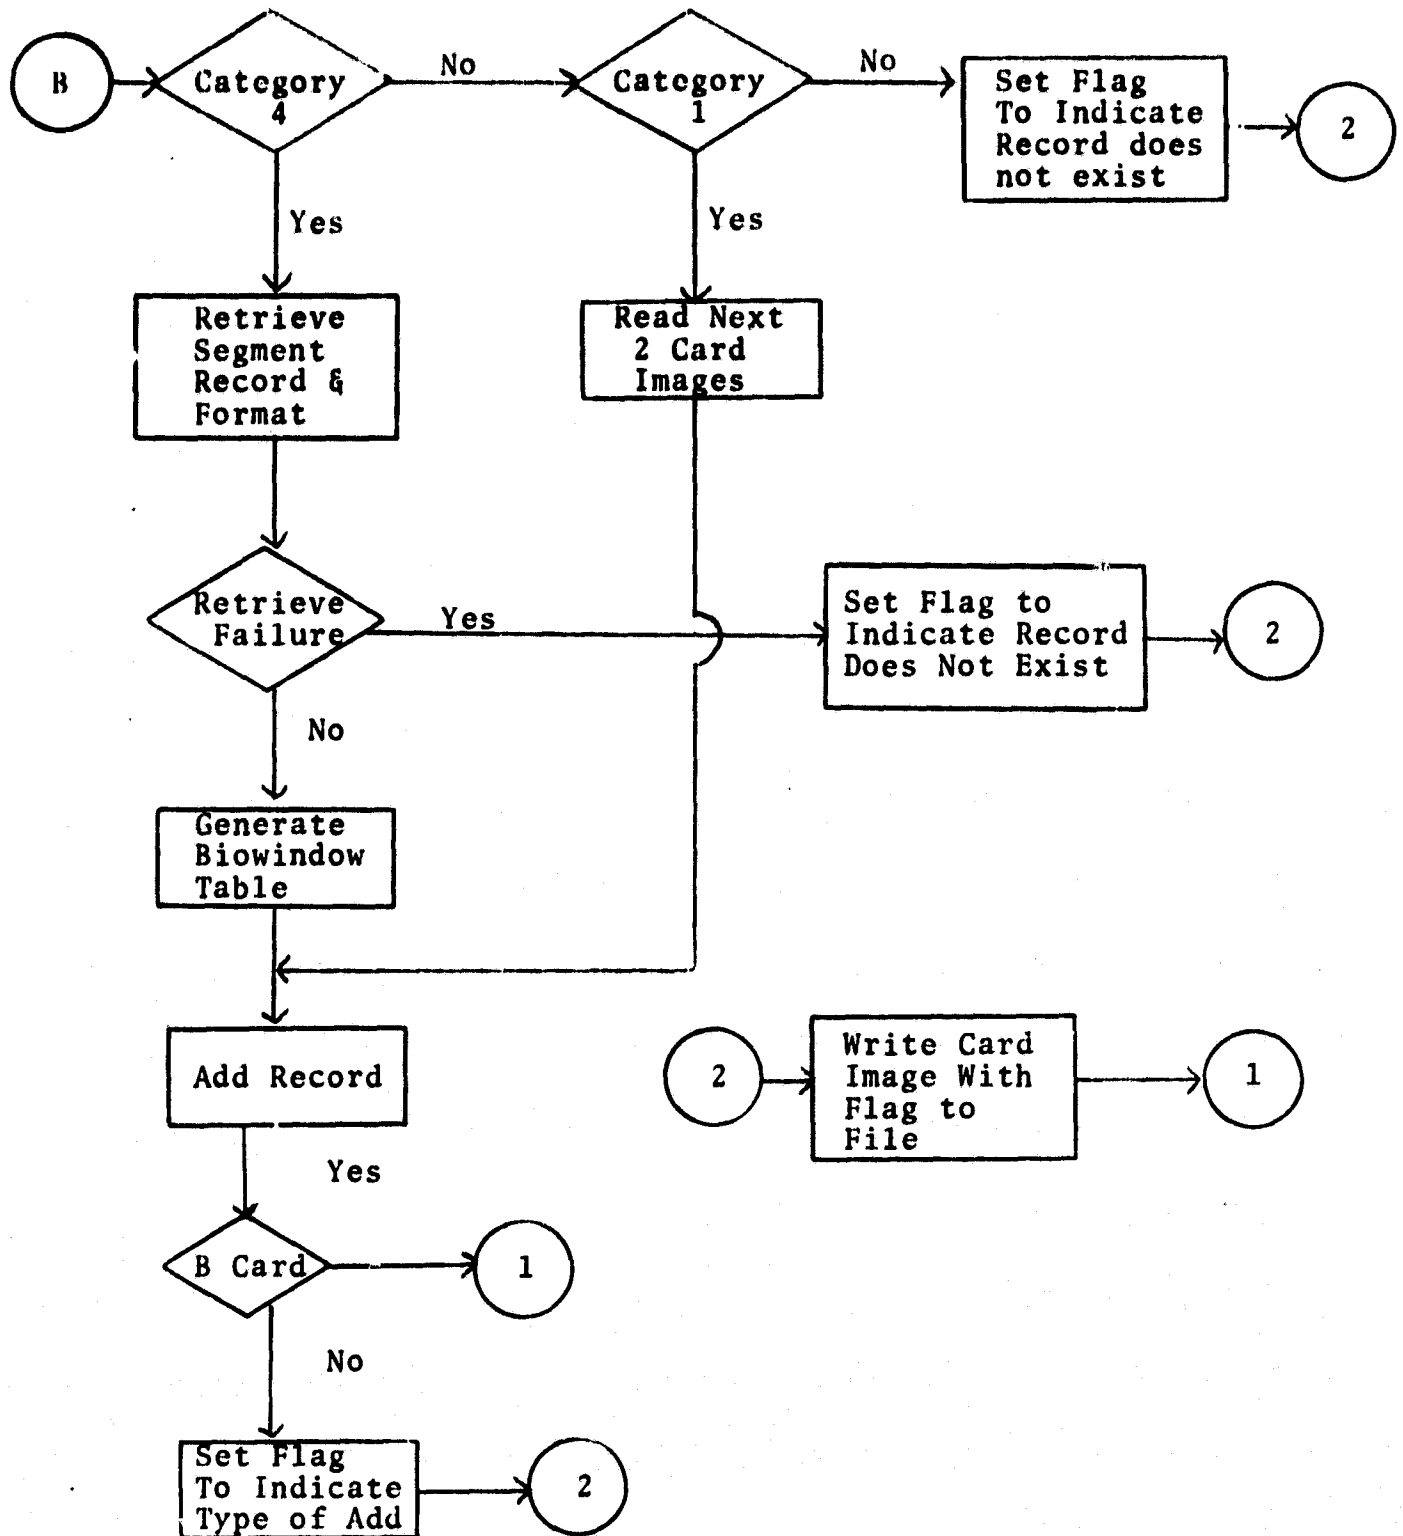 B
Category
4
No
Category
1
No
Set Flag
To Indicate
Record does
not exist
2
Yes
Yes
Retrieve
Segment
Record &
Format
Read Next
2 Card
Images
Retrieve
Failure
Yes
Set Flag to
Indicate Record
Does Not Exist
2
No
Generate
Biowindow
Table
Add Record
2
Write Card
Image With
Flag to
File
1
Yes
B Card
1
No
Set Flag
To Indicate
Type of Add
2